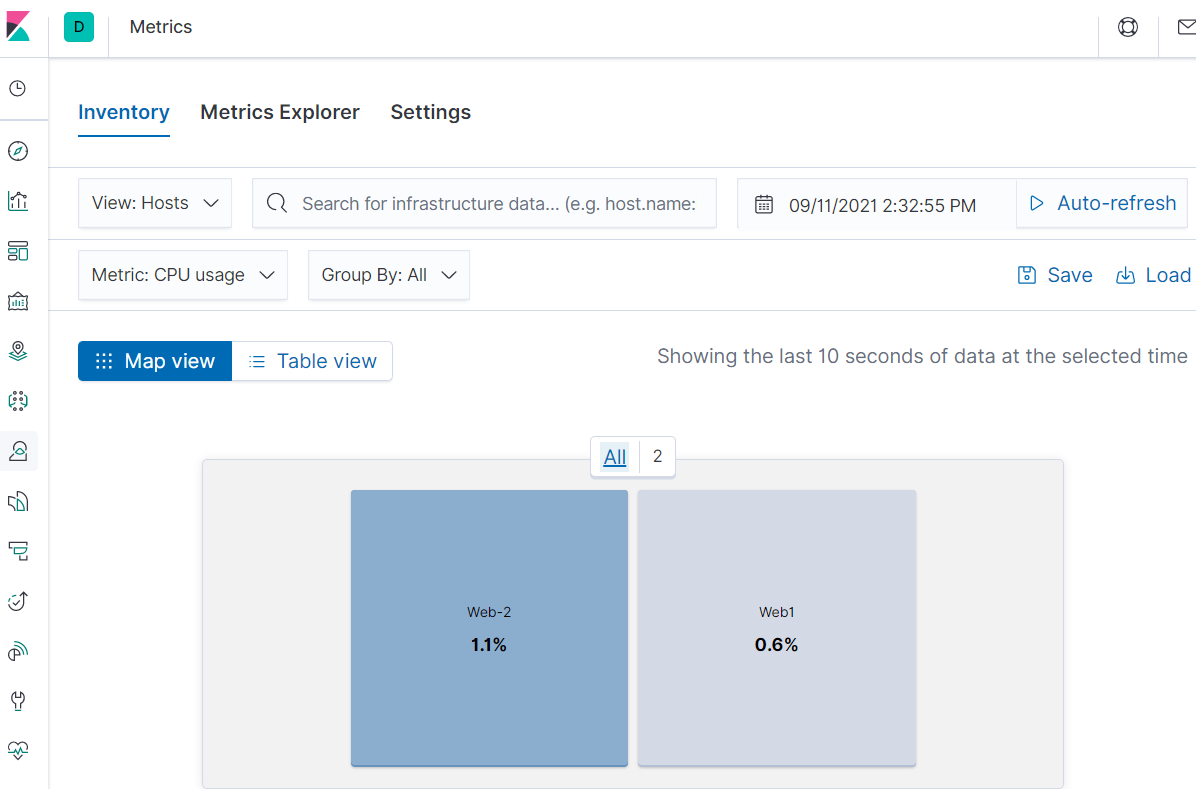 D Metrics
Inventory Metrics Explorer Settings
View: Hosts Search for infrastructure data... (e.g. host.name: 09/11/2021 2:32:55 PM Auto-refresh
Metric: CPU usage Group By: All Save Load
Map view Table view Showing the last 10 seconds of data at the selected time
All 2
Web-2 Web1
1.1% 0.6%